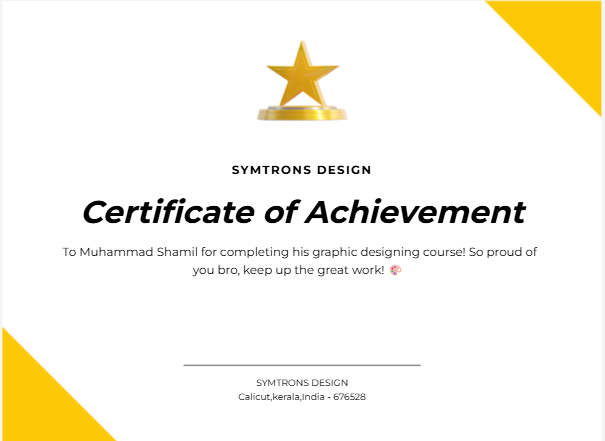 SYMTRONS DESIGN
Certificate of Achievement
To Muhammad Shamil for completing his graphic designing course! So proud of
you bro, keep up the great work!
SYMTRONS DESIGN
Calicut,kerala,India - 676528